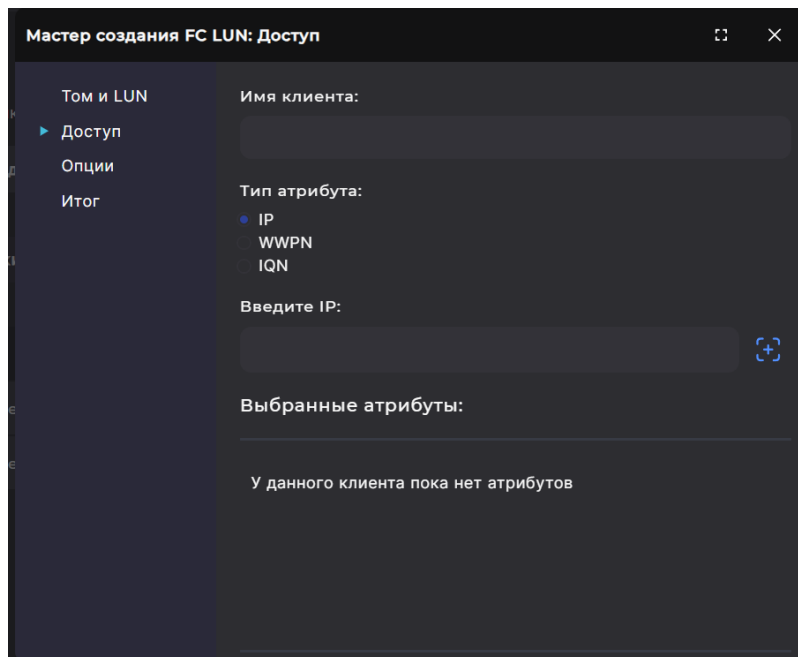 Мастер создания FC LUN: Доступ
Том и LUN
Доступ
Опции
Итог
Имя клиента:
Тип атрибута:
IP
WWPN
IQN
Введите IP:
Выбранные атрибуты:
У данного клиента пока нет атрибутов